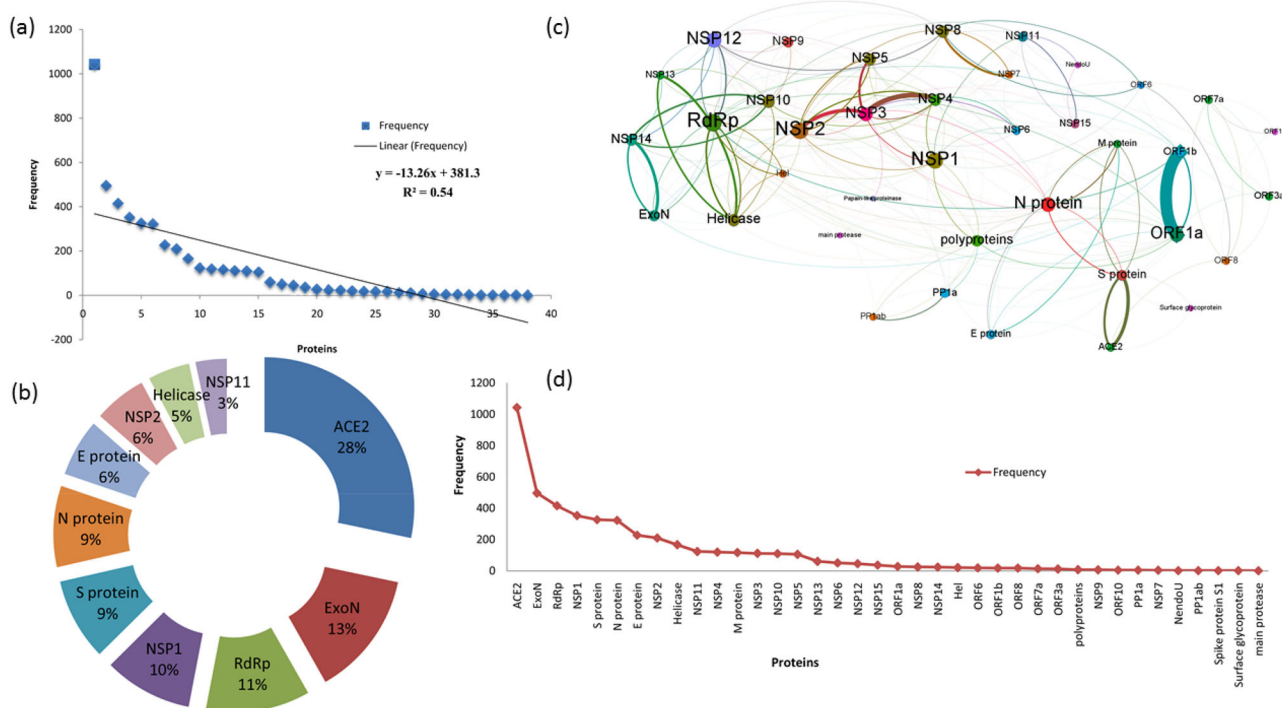 (a)
1200
1000
800
600
400
200
0
-200
Frequency
0
5
10
15
20
25
30
35
40
Proteins
Frequency
Linear (Frequency)
y = -13.26x + 381.3
R² = 0.54
(c)
NSP12
NSP9
NSP8
NSP11
NSP5
NendoU
NSP13
NSP7
ORF6
NSP10
NSP4
ORF7a
RdRp
NSP3
NSP2
NSP6
NSP15
NSP14
M protein
ORF1b
NSP1
Hel
Papain-like proteinase
ORF3a
N protein
ExoN
Helicase
main protease
polyproteins
ORF1a
ORF8
S protein
PP1a
Surface glycoprotein
PP1ab
E protein
ACE2
(b)
NSP11
3%
Helicase
5%
NSP2
6%
E protein
6%
N protein
9%
S protein
9%
NSP1
10%
RdRp
11%
ExoN
13%
ACE2
28%
(d)
1200
1000
800
600
400
200
0
Frequency
Frequency
ACE2
ExoN
RdRp
NSP1
S protein
N protein
E protein
NSP2
Helicase
NSP11
NSP4
M protein
NSP3
NSP10
NSP5
NSP13
NSP6
NSP12
NSP15
ORF1a
NSP8
NSP14
Hel
ORF6
ORF1b
ORF8
ORF7a
ORF3a
polyproteins
NSP9
ORF10
PP1a
NSP7
NendoU
PP1ab
Spike protein S1
Surface glycoprotein
main protease
Proteins